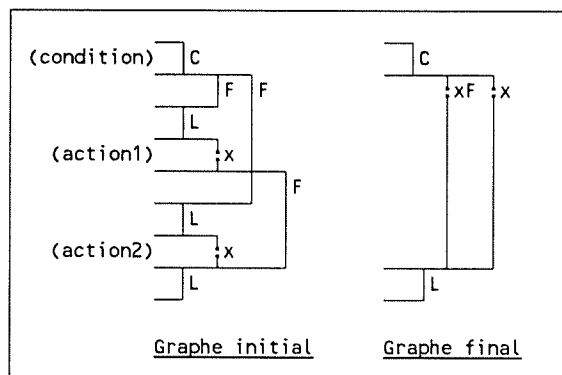 (condition) C C
F F xF x
L
(action1) x
F
L
(action2) x
L L
Graphe initial Graphe final